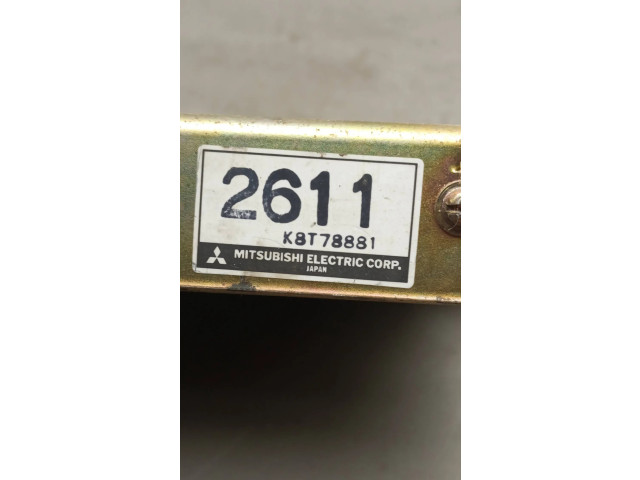 2611
K8T78881
MITSUBISHI ELECTRIC CORP.
JAPAN